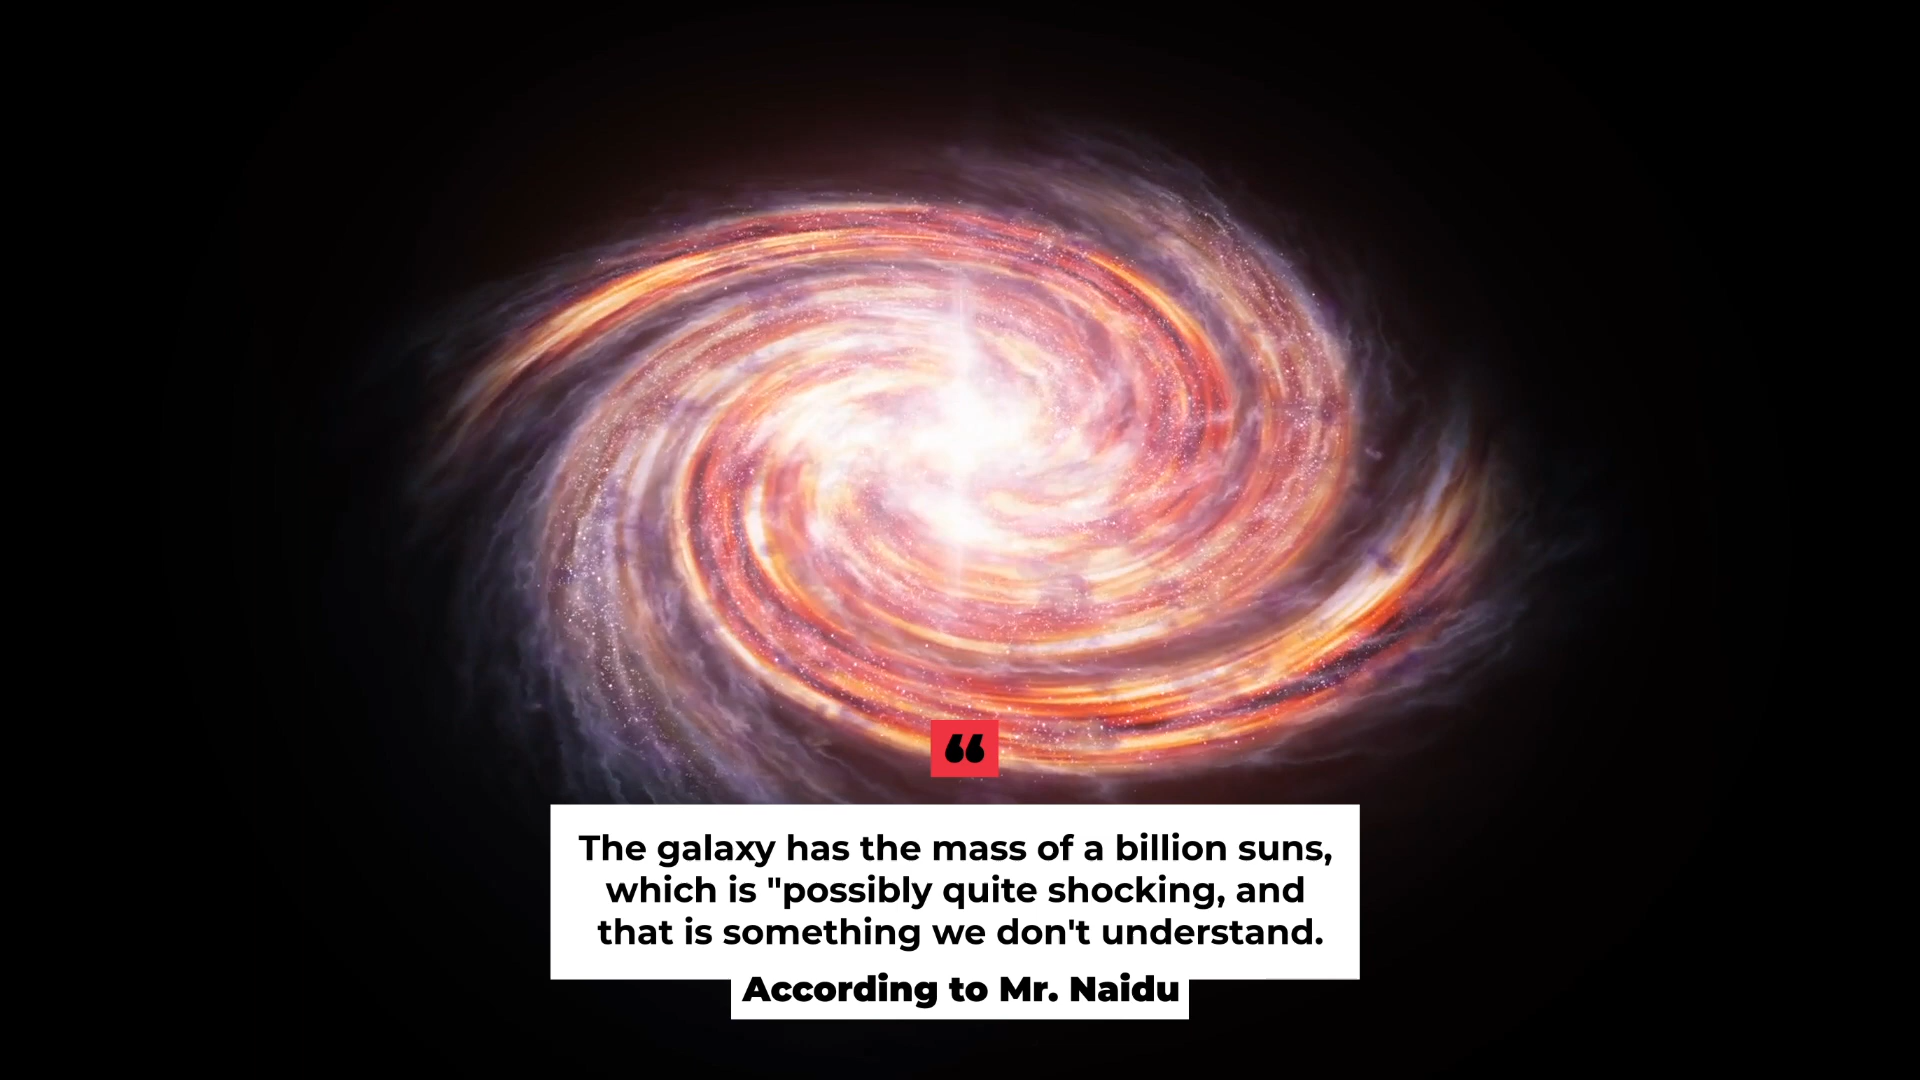 “
The galaxy has the mass of a billion suns,
which is "possibly quite shocking, and
that is something we don't understand.
According to Mr. Naidu